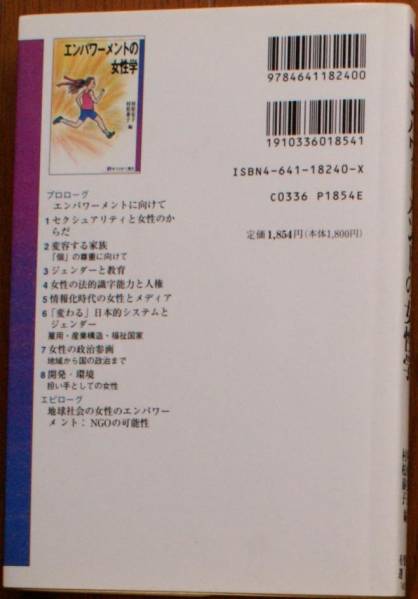 エンパワーメントの
女性学
9784641182400
1910336018541
ISBN4-641-18240-X
C0336 P1854E
定価1,854円(本体1,800円)
プロローグ
エンパワーメントに向けて
1 セクシュアリティと女性のか
らだ
2 変容する家族
「個」の尊重に向けて
3 ジェンダーと教育
4 女性の法的識字能力と人権
5 情報化時代の女性とメディア
6 「変わる」日本的システムと
ジェンダー
雇用・産業構造・福祉国家
7 女性の政治参画
地域から国の政治まで
8 開発・環境
担い手としての女性
エピローグ
地球社会の女性のエンパワー
メント：NGOの可能性